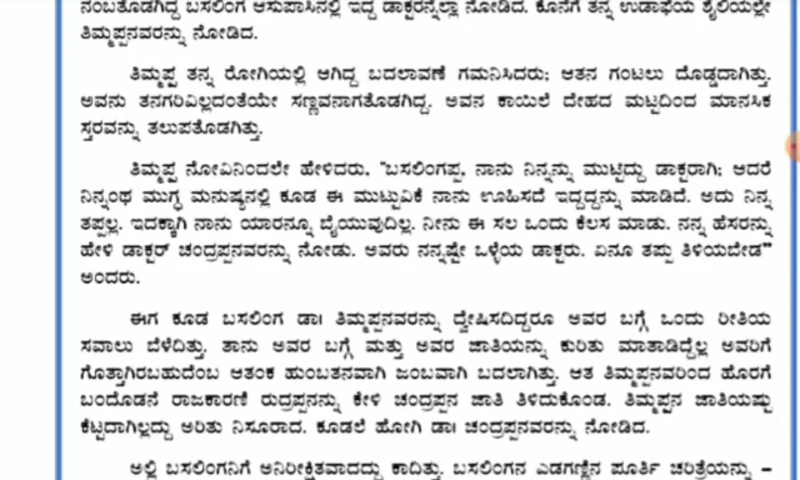 ನಂಬತೊಡಗಿದ್ದ ಬಸಲಿಂಗ ಆಸುಪಾಸಿನಲ್ಲಿ ಇದ್ದ ಡಾಕ್ಟರನ್ನೆಲ್ಲಾ ನೋಡಿದ. ಕೊನೆಗೆ ತನ್ನ ಉಡಾಫೆಯ ಶೈಲಿಯಲ್ಲೇ
ತಿಮ್ಮಪ್ಪನವರನ್ನು ನೋಡಿದ.
ತಿಮ್ಮಪ್ಪ ತನ್ನ ರೋಗಿಯಲ್ಲಿ ಆಗಿದ್ದ ಬದಲಾವಣೆ ಗಮನಿಸಿದರು; ಆತನ ಗಂಟಲು ದೊಡ್ಡದಾಗಿತ್ತು.
ಅವನು ತನಗರಿವಿಲ್ಲದಂತೆಯೇ ಸಣ್ಣವನಾಗತೊಡಗಿದ್ದ. ಅವನ ಕಾಯಿಲೆ ದೇಹದ ಮಟ್ಟದಿಂದ ಮಾನಸಿಕ
ಸ್ತರವನ್ನು ತಲುಪತೊಡಗಿತ್ತು.
ತಿಮ್ಮಪ್ಪ ನೋವಿನಿಂದಲೇ ಹೇಳಿದರು, "ಬಸಲಿಂಗಪ್ಪ, ನಾನು ನಿನ್ನನ್ನು ಮುಟ್ಟಿದ್ದು ಡಾಕ್ಟರಾಗಿ; ಆದರೆ
ನಿನ್ನಂಥ ಮುಗ್ಧ ಮನುಷ್ಯನಲ್ಲಿ ಕೂಡ ಈ ಮುಟ್ಟುವಿಕೆ ನಾನು ಊಹಿಸದೆ ಇದ್ದದ್ದನ್ನು ಮಾಡಿದೆ. ಅದು ನಿನ್ನ
ತಪ್ಪಲ್ಲ. ಇದಕ್ಕಾಗಿ ನಾನು ಯಾರನ್ನೂ ಬೈಯುವುದಿಲ್ಲ. ನೀನು ಈ ಸಲ ಒಂದು ಕೆಲಸ ಮಾಡು. ನನ್ನ ಹೆಸರನ್ನು
ಹೇಳಿ ಡಾಕ್ಟರ್ ಚಂದ್ರಪ್ಪನವರನ್ನು ನೋಡು. ಅವರು ನನ್ನಷ್ಟೇ ಒಳ್ಳೆಯ ಡಾಕ್ಟರು. ಏನೂ ತಪ್ಪು ತಿಳಿಯಬೇಡ"
ಅಂದರು.
ಈಗ ಕೂಡ ಬಸಲಿಂಗ ಡಾ। ತಿಮ್ಮಪ್ಪನವರನ್ನು ದ್ವೇಷಿಸದಿದ್ದರೂ ಅವರ ಬಗ್ಗೆ ಒಂದು ರೀತಿಯ
ಸವಾಲು ಬೆಳೆದಿತ್ತು. ತಾನು ಅವರ ಬಗ್ಗೆ ಮತ್ತು ಅವರ ಜಾತಿಯನ್ನು ಕುರಿತು ಮಾತಾಡಿದ್ದೆಲ್ಲ ಅವರಿಗೆ
ಗೊತ್ತಾಗಿರಬಹುದೆಂಬ ಆತಂಕ ಹುಂಬತನವಾಗಿ ಜಂಬವಾಗಿ ಬದಲಾಗಿತ್ತು. ಆತ ತಿಮ್ಮಪ್ಪನವರಿಂದ ಹೊರಗೆ
ಬಂದೊಡನೆ ರಾಜಕಾರಣಿ ರುದ್ರಪ್ಪನನ್ನು ಕೇಳಿ ಚಂದ್ರಪ್ಪನ ಜಾತಿ ತಿಳಿದುಕೊಂಡ. ತಿಮ್ಮಪ್ಪನ ಜಾತಿಯಷ್ಟು
ಕೆಟ್ಟದಾಗಿಲ್ಲದ್ದು ಅರಿತು ನಿಸೂರಾದ. ಕೂಡಲೆ ಹೋಗಿ ಡಾ। ಚಂದ್ರಪ್ಪನವರನ್ನು ನೋಡಿದ.
ಅಲ್ಲಿ ಬಸಲಿಂಗನಿಗೆ ಅನಿರೀಕ್ಷಿತವಾದದ್ದು ಕಾದಿತ್ತು. ಬಸಲಿಂಗನ ಎಡಗಣ್ಣಿನ ಪೂರ್ತಿ ಚರಿತ್ರೆಯನ್ನು –